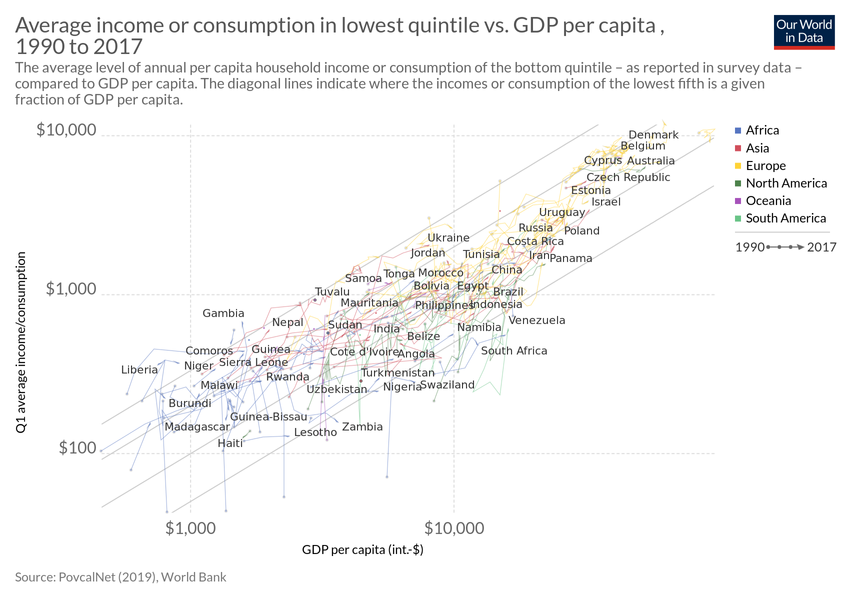 Average income or consumption in lowest quintile vs. GDP per capita ,
1990 to 2017
Our World
in Data
The average level of annual per capita household income or consumption of the bottom quintile – as reported in survey data –
compared to GDP per capita. The diagonal lines indicate where the incomes or consumption of the lowest fifth is a given
fraction of GDP per capita.
$10,000
$1,000
$100
Q1 average income/consumption
Denmark
Belgium
Cyprus
Australia
Czech Republic
Estonia
Israel
Uruguay
Russia
Poland
Ukraine
Costa Rica
Jordan
Tunisia
Iran
Panama
Samoa
Tonga
Morocco
China
Tuvalu
Bolivia
Egypt
Brazil
Mauritania
Philippines
Indonesia
Gambia
Nepal
Sudan
India
Namibia
Venezuela
Belize
Comoros
Guinea
Cote d'Ivoire
Angola
South Africa
Liberia
Niger
Sierra Leone
Rwanda
Turkmenistan
Malawi
Uzbekistan
Nigeria
Swaziland
Burundi
Guinea-Bissau
Madagascar
Lesotho
Zambia
Haiti
$1,000
$10,000
GDP per capita (int.-$)
Africa
Asia
Europe
North America
Oceania
South America
1990
2017
Source: PovcalNet (2019), World Bank